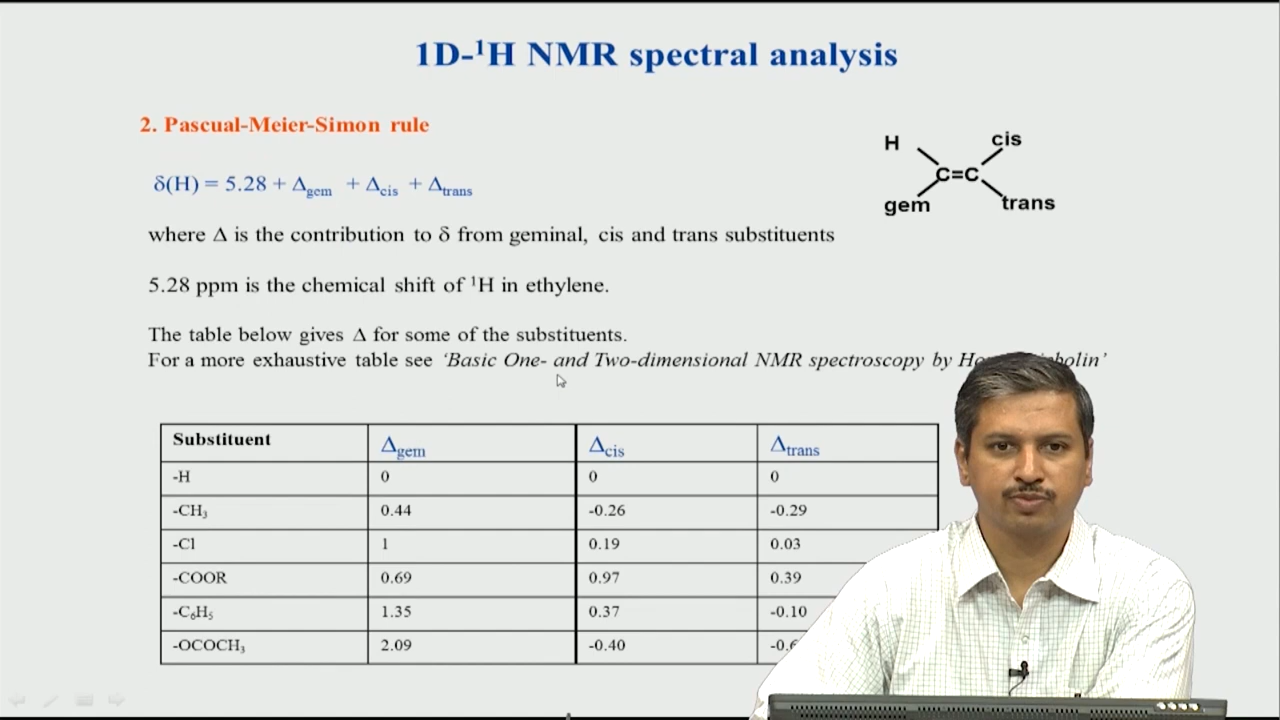 1D-¹H NMR spectral analysis
2. Pascual-Meier-Simon rule
δ(H) = 5.28 + Δgem + Δcis + Δtrans
H cis
C=C
gem trans
where Δ is the contribution to δ from geminal, cis and trans substituents
5.28 ppm is the chemical shift of ¹H in ethylene.
The table below gives Δ for some of the substituents.
For a more exhaustive table see 'Basic One- and Two-dimensional NMR spectroscopy by
Substituent Δgem Δcis Δtrans
-H 0 0 0
-CH₃ 0.44 -0.26 -0.29
-Cl 1 0.19 0.03
-COOR 0.69 0.97 0.39
-C₆H₅ 1.35 0.37 -0.10
-OCOCH₃ 2.09 -0.40